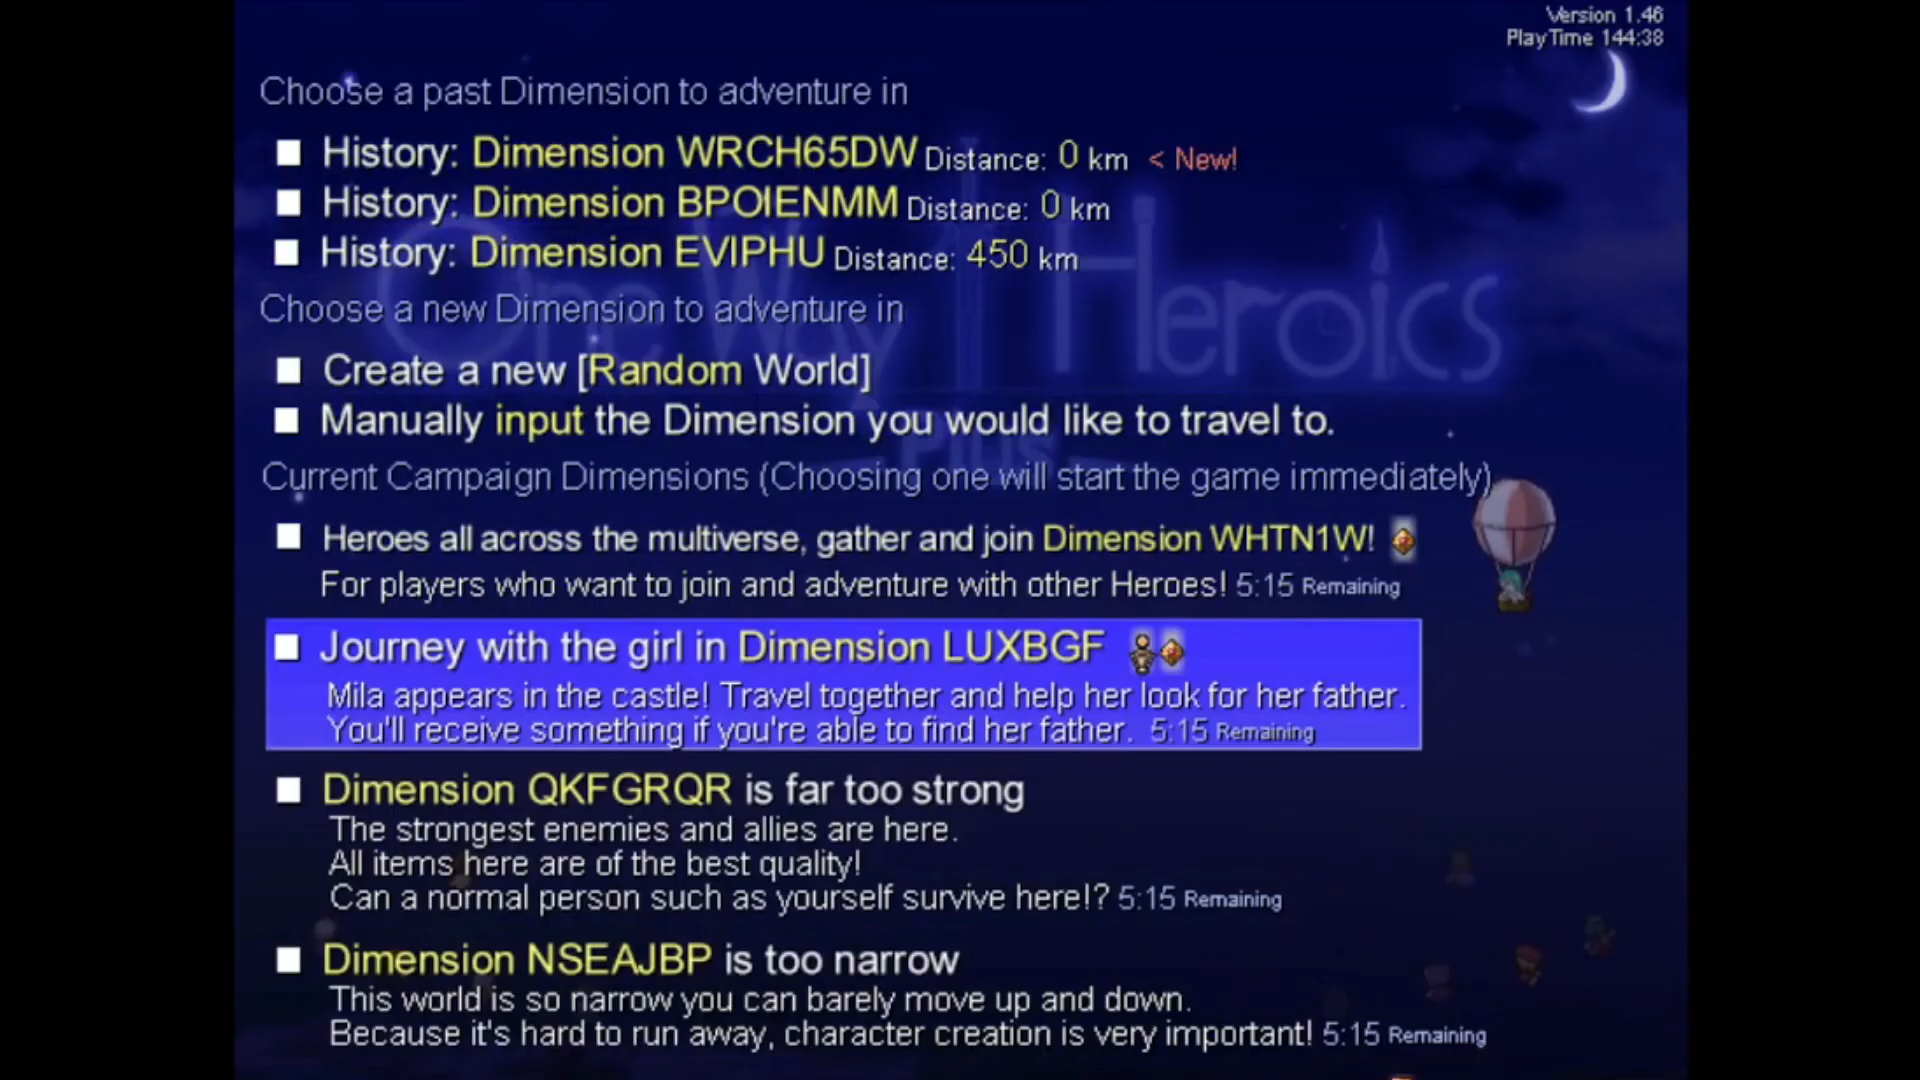 Version 1.46
PlayTime 144:38
Choose a past Dimension to adventure in
History: Dimension WRCH65DW Distance: 0 km < New!
History: Dimension BPOIENMM Distance: 0 km
History: Dimension EVIPHU Distance: 450 km
One Way Heroics
Choose a new Dimension to adventure in
Create a new [Random World]
Manually input the Dimension you would like to travel to.
Plus
Current Campaign Dimensions (Choosing one will start the game immediately)
Heroes all across the multiverse, gather and join Dimension WHTN1W!
For players who want to join and adventure with other Heroes! 5:15 Remaining
Journey with the girl in Dimension LUXBGF
Mila appears in the castle! Travel together and help her look for her father.
You'll receive something if you're able to find her father. 5:15 Remaining
Dimension QKFGRQR is far too strong
The strongest enemies and allies are here.
All items here are of the best quality!
Can a normal person such as yourself survive here!? 5:15 Remaining
Dimension NSEAJBP is too narrow
This world is so narrow you can barely move up and down.
Because it's hard to run away, character creation is very important! 5:15 Remaining